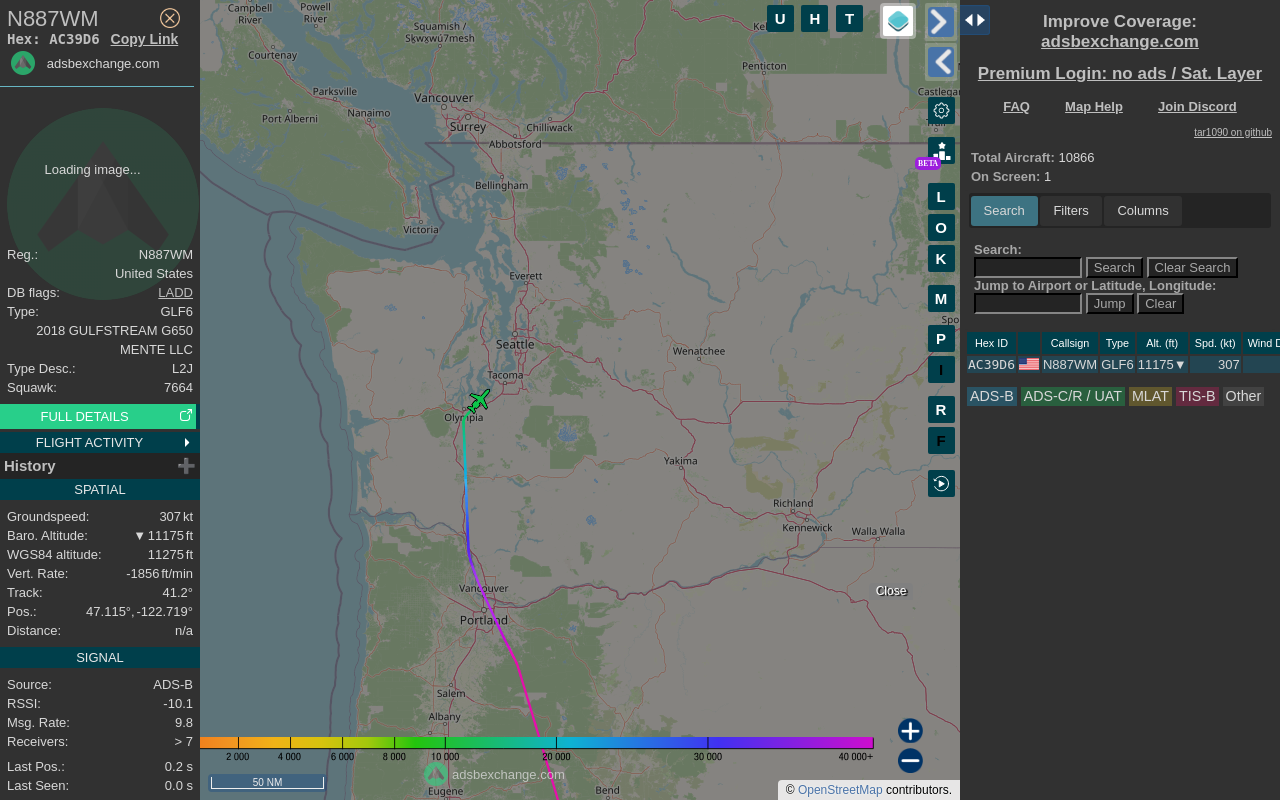 N887WM
Hex: AC39D6 Copy Link
adsbexchange.com
Loading image...
Reg.: N887WM
United States
DB flags: LADD
Type: GLF6
2018 GULFSTREAM G650
MENTE LLC
Type Desc.: L2J
Squawk: 7664
FULL DETAILS
FLIGHT ACTIVITY
History
SPATIAL
Groundspeed: 307 kt
Baro. Altitude: ▼ 11175 ft
WGS84 altitude: 11275 ft
Vert. Rate: -1856 ft/min
Track: 41.2°
Pos.: 47.115°, -122.719°
Distance: n/a
SIGNAL
Source: ADS-B
RSSI: -10.1
Msg. Rate: 9.8
Receivers: > 7
Last Pos.: 0.2 s
Last Seen: 0.0 s
Campbell
River
Powell
River
Squamish /
Sḵwx̱wú7mesh
Courtenay
Penticton
Parksville
Nanaimo
Port Alberni
Vancouver
Surrey
Chilliwack
Abbotsford
Bellingham
Victoria
Everett
Seattle
Wenatchee
Tacoma
Olympia
Yakima
Richland
Kennewick
Walla Walla
Vancouver
Portland
Salem
Albany
Eugene
Bend
U H T
BETA
L
O
K
M
P
I
R
F
Close
2 000 4 000 6 000 8 000 10 000 20 000 30 000 40 000+
50 NM
adsbexchange.com
© OpenStreetMap contributors.
Improve Coverage:
adsbexchange.com
Premium Login: no ads / Sat. Layer
FAQ Map Help Join Discord
tar1090 on github
Total Aircraft: 10866
On Screen: 1
Search Filters Columns
Search:
Search Clear Search
Jump to Airport or Latitude, Longitude:
Jump Clear
Hex ID Callsign Type Alt. (ft) Spd. (kt) Wind D
AC39D6 N887WM GLF6 11175▼ 307
ADS-B ADS-C/R / UAT MLAT TIS-B Other